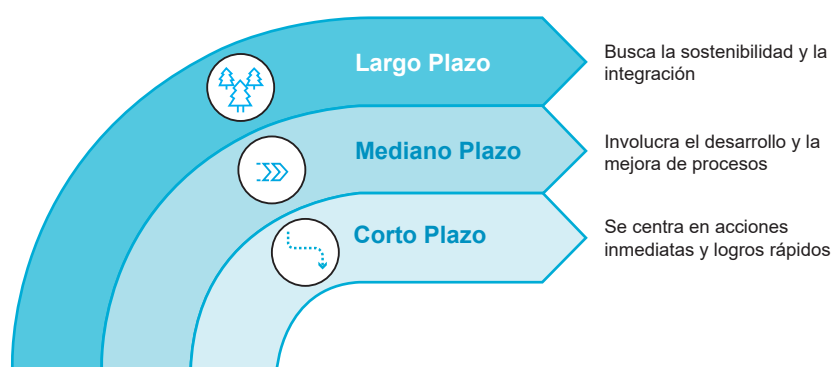 Largo Plazo
Busca la sostenibilidad y la
integración
Mediano Plazo
Involucra el desarrollo y la
mejora de procesos
Corto Plazo
Se centra en acciones
inmediatas y logros rápidos